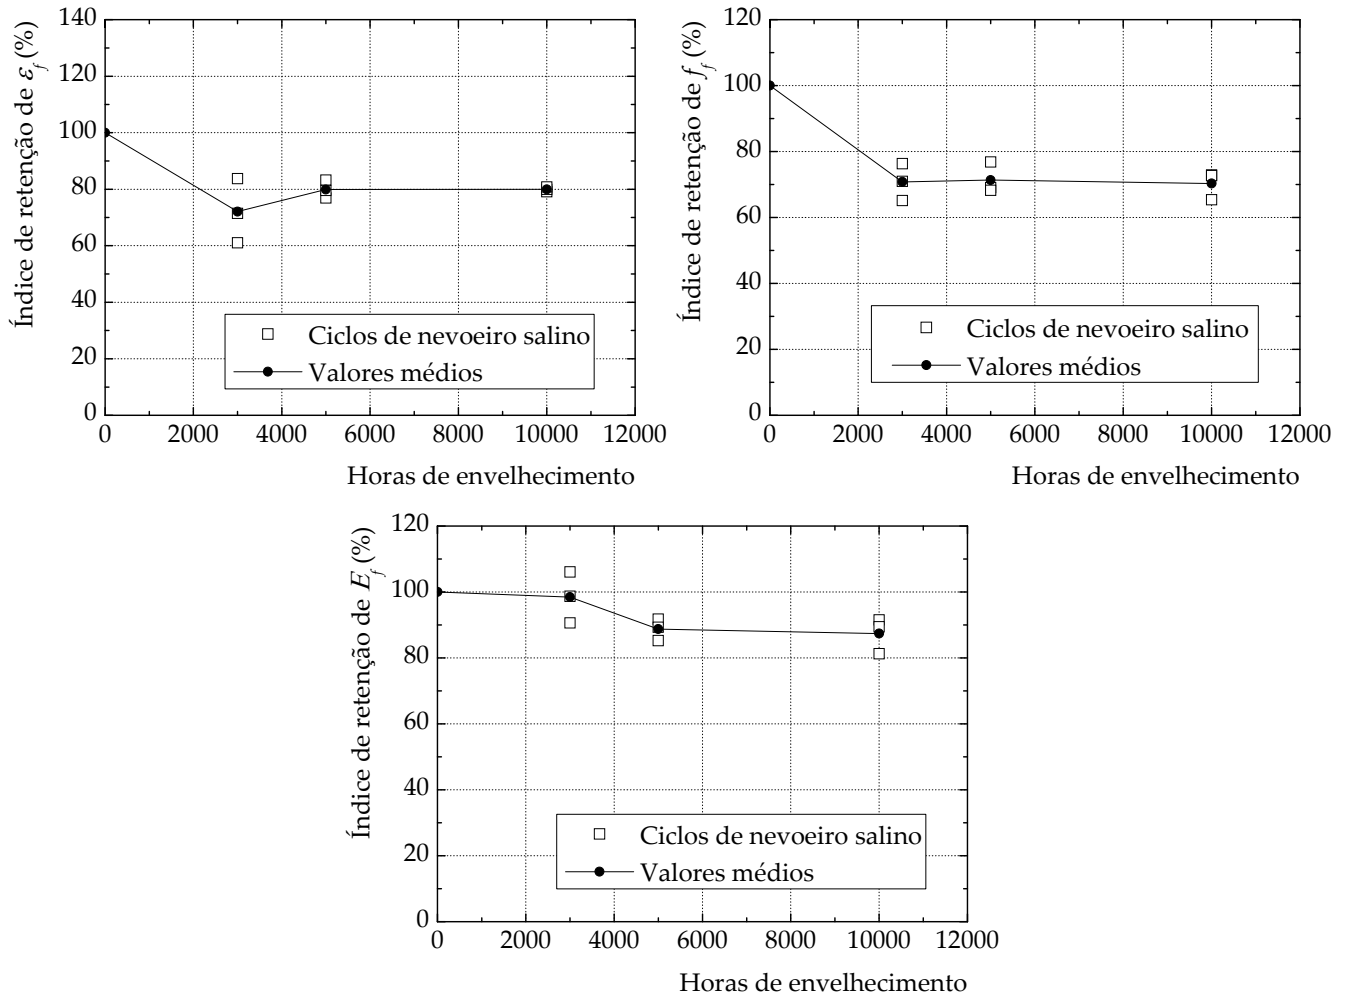 Índice de retenção de εf (%)
140
120
100
80
60
40
20
0
Ciclos de nevoeiro salino
Valores médios
0 2000 4000 6000 8000 10000 12000
Horas de envelhecimento
Índice de retenção de ff (%)
120
100
80
60
40
20
0
Ciclos de nevoeiro salino
Valores médios
0 2000 4000 6000 8000 10000 12000
Horas de envelhecimento
Índice de retenção de Ef (%)
120
100
80
60
40
20
0
Ciclos de nevoeiro salino
Valores médios
0 2000 4000 6000 8000 10000 12000
Horas de envelhecimento